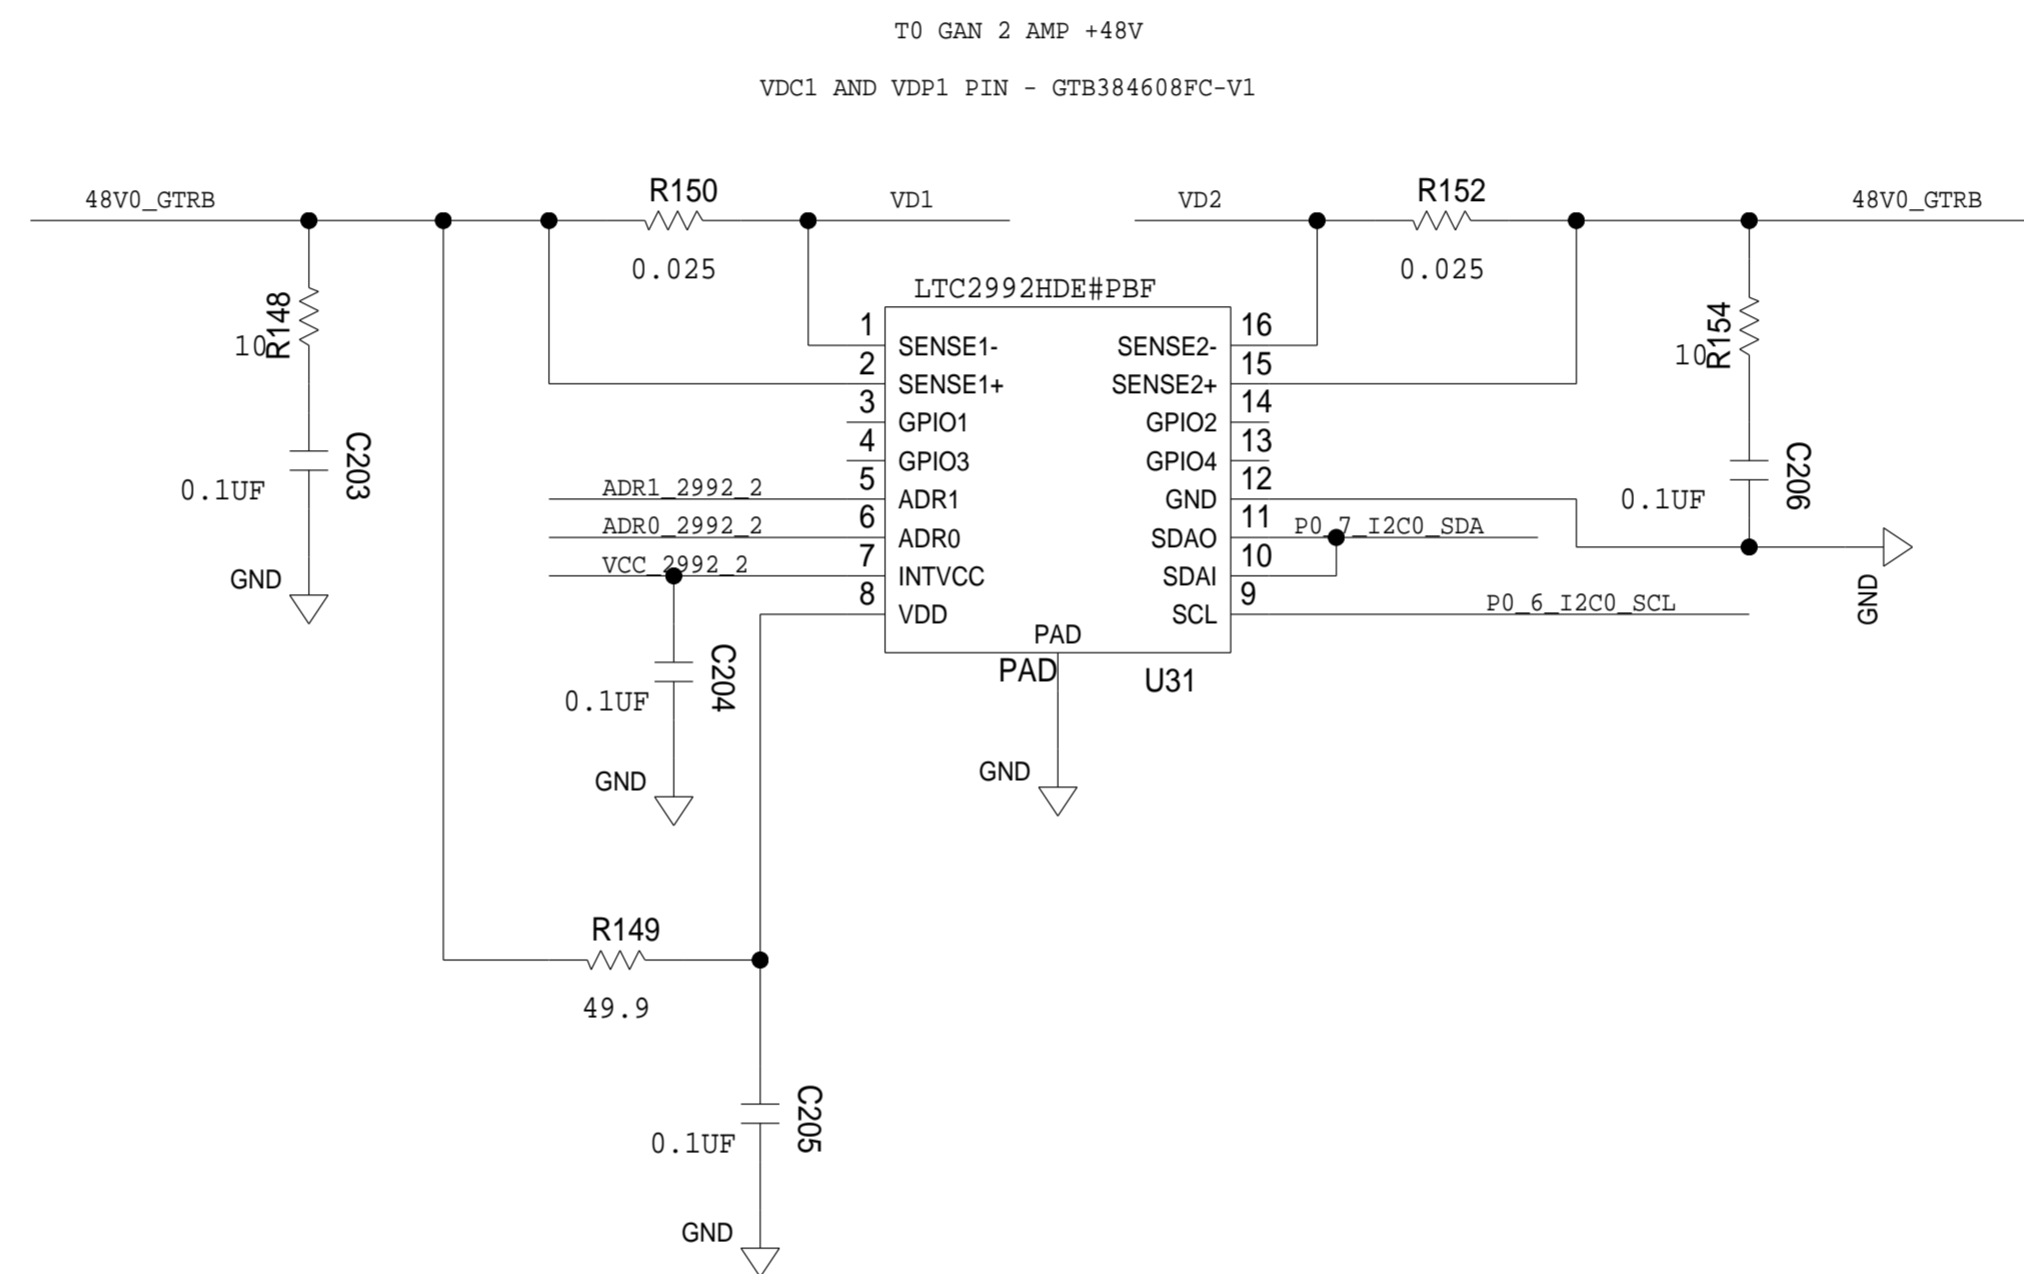 T0 GAN 2 AMP +48V
VDC1 AND VDP1 PIN - GTB384608FC-V1
48V0_GTRB
R150
VD1
VD2
R152
48V0_GTRB
0.025
0.025
LTC2992HDE#PBF
R148
10
R154
10
1
SENSE1-
SENSE2-
16
2
SENSE1+
SENSE2+
15
3
GPIO1
GPIO2
14
4
GPIO3
GPIO4
13
ADR1_2992_2
5
ADR1
GND
12
ADR0_2992_2
6
ADR0
SDAO
11
P0_7_I2C0_SDA
VCC_2992_2
7
INTVCC
SDAI
10
8
VDD
SCL
9
P0_6_I2C0_SCL
PAD
PAD
U31
C203
0.1UF
GND
C206
0.1UF
GND
C204
0.1UF
GND
GND
R149
49.9
C205
0.1UF
GND